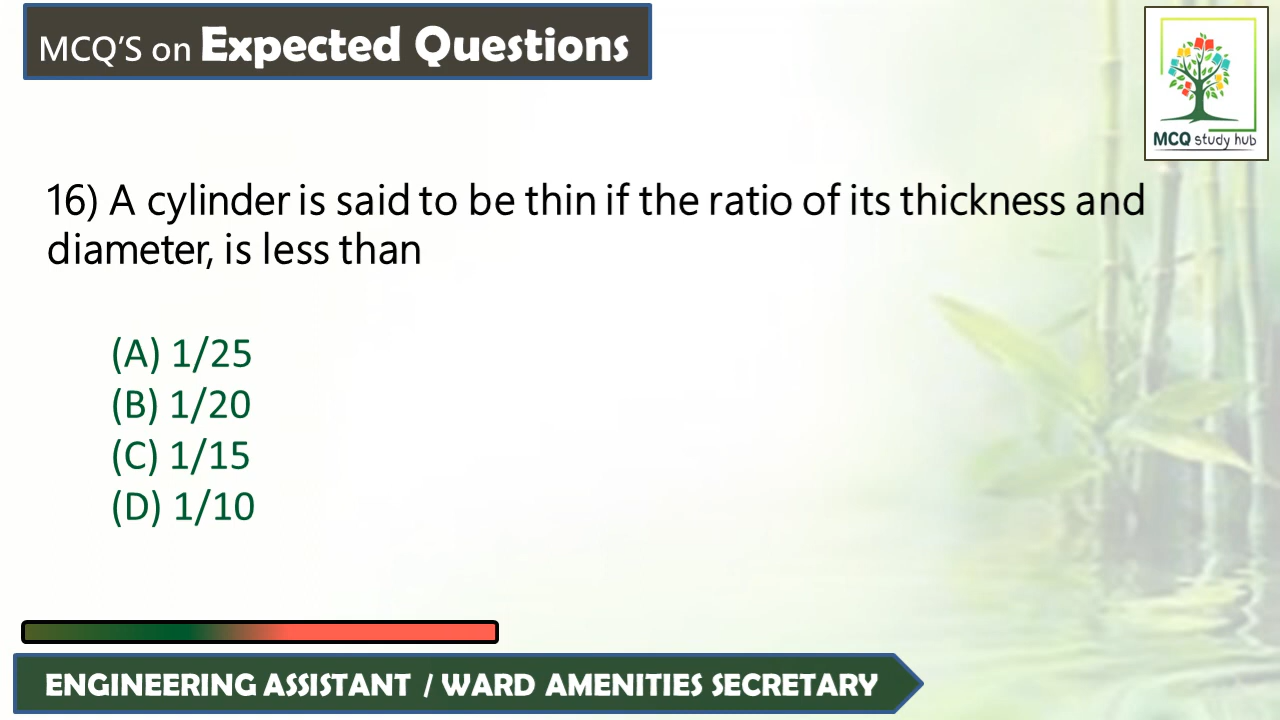 MCQ'S on Expected Questions
MCQ study hub
16) A cylinder is said to be thin if the ratio of its thickness and
diameter, is less than
(A) 1/25
(B) 1/20
(C) 1/15
(D) 1/10
ENGINEERING ASSISTANT / WARD AMENITIES SECRETARY